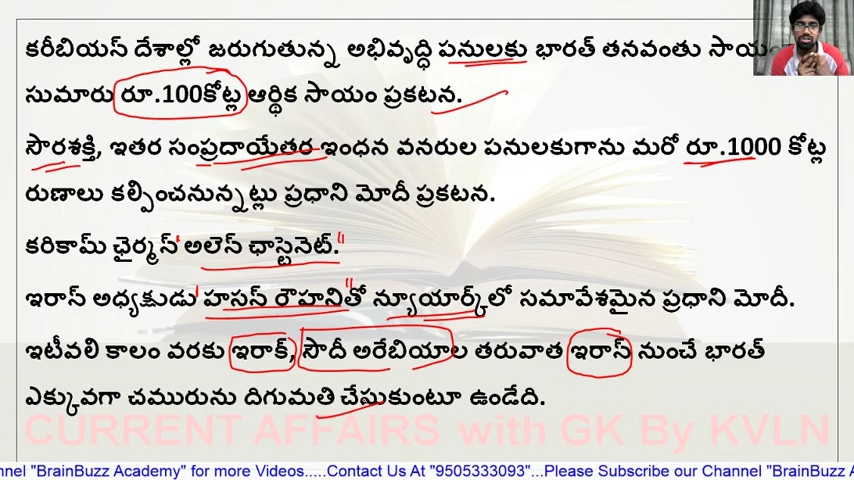 కరీబియన్ దేశాల్లో జరుగుతున్న అభివృద్ధి పనులకు భారత్ తనవంతు సాయం
సుమారు రూ.100కోట్ల ఆర్థిక సాయం ప్రకటన.
సౌరశక్తి, ఇతర సంప్రదాయేతర ఇంధన వనరుల పనులకుగాను మరో రూ.1000 కోట్ల
రుణాలు కల్పించనున్నట్లు ప్రధాని మోదీ ప్రకటన.
కరికామ్ ఛైర్మన్ అలెన్ ఛాస్టెనెట్.
ఇరాన్ అధ్యక్షుడు హసన్ రౌహనితో న్యూయార్క్‌లో సమావేశమైన ప్రధాని మోదీ.
ఇటీవలి కాలం వరకు ఇరాక్, సౌదీ అరేబియాల తరువాత ఇరాన్ నుంచే భారత్
ఎక్కువగా చమురును దిగుమతి చేసుకుంటూ ఉండేది.
CURRENT AFFAIRS with GK By KVLN
nnel "BrainBuzz Academy" for more Videos.....Contact Us At "9505333093"...Please Subscribe our Channel "BrainBuzz A